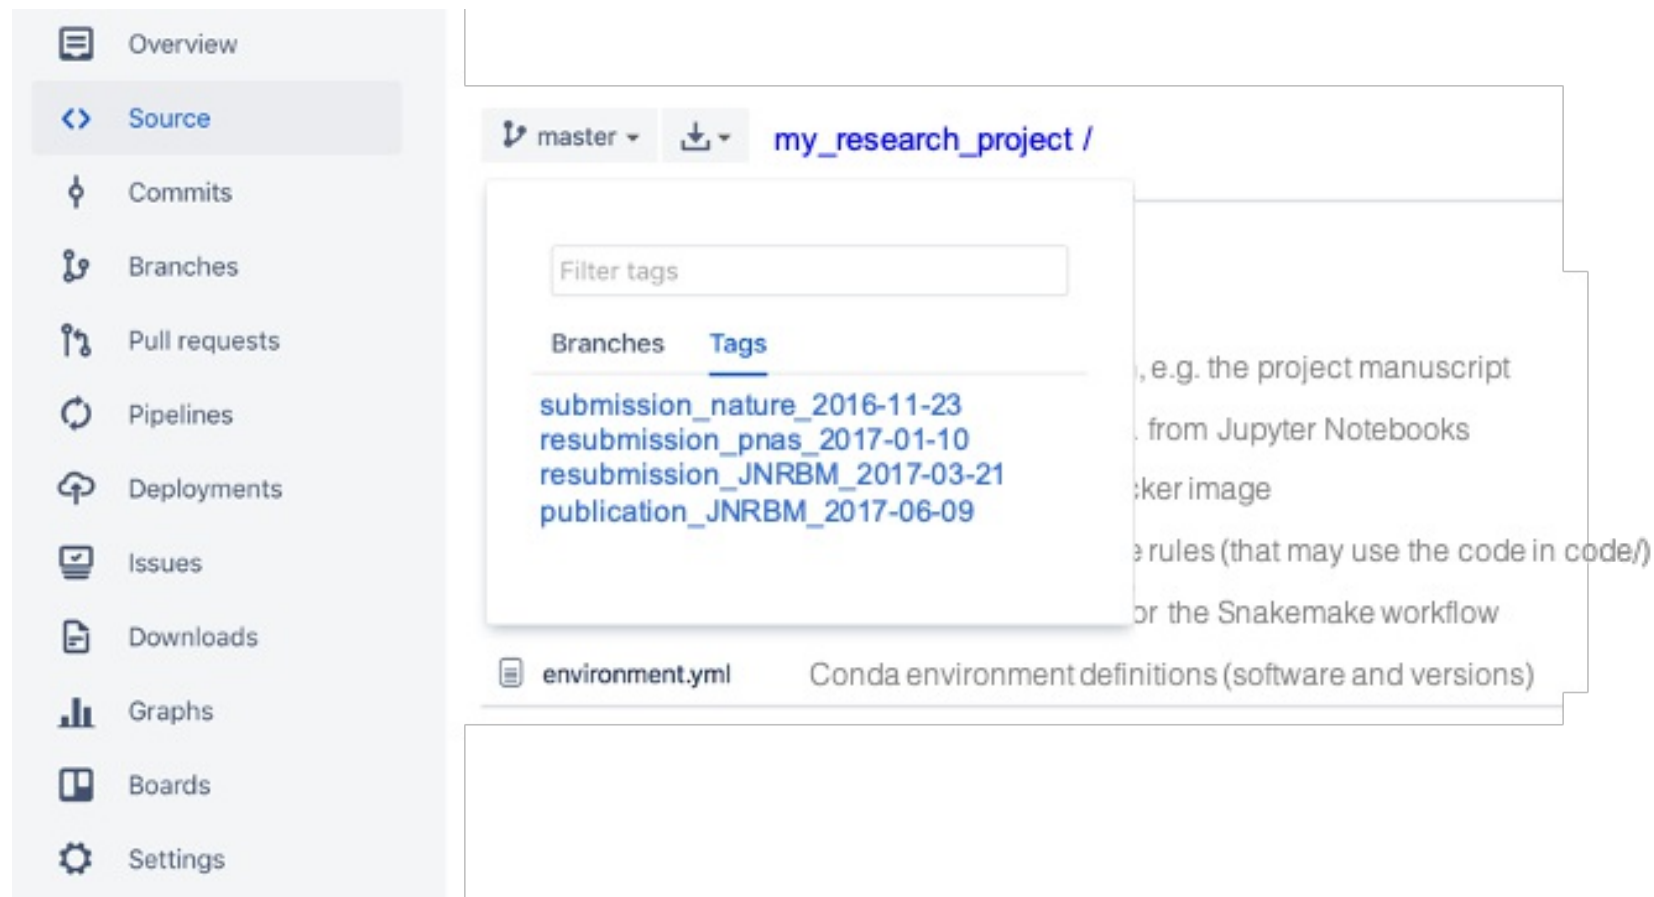 Overview
Source
Commits
Branches
Pull requests
Pipelines
Deployments
Issues
Downloads
Graphs
Boards
Settings
master
my_research_project /
Filter tags
Branches Tags
submission_nature_2016-11-23
resubmission_pnas_2017-01-10
resubmission_JNRBM_2017-03-21
publication_JNRBM_2017-06-09
, e.g. the project manuscript
from Jupyter Notebooks
image
rules (that may use the code in code/)
the Snakemake workflow
environment.yml Conda environment definitions (software and versions)